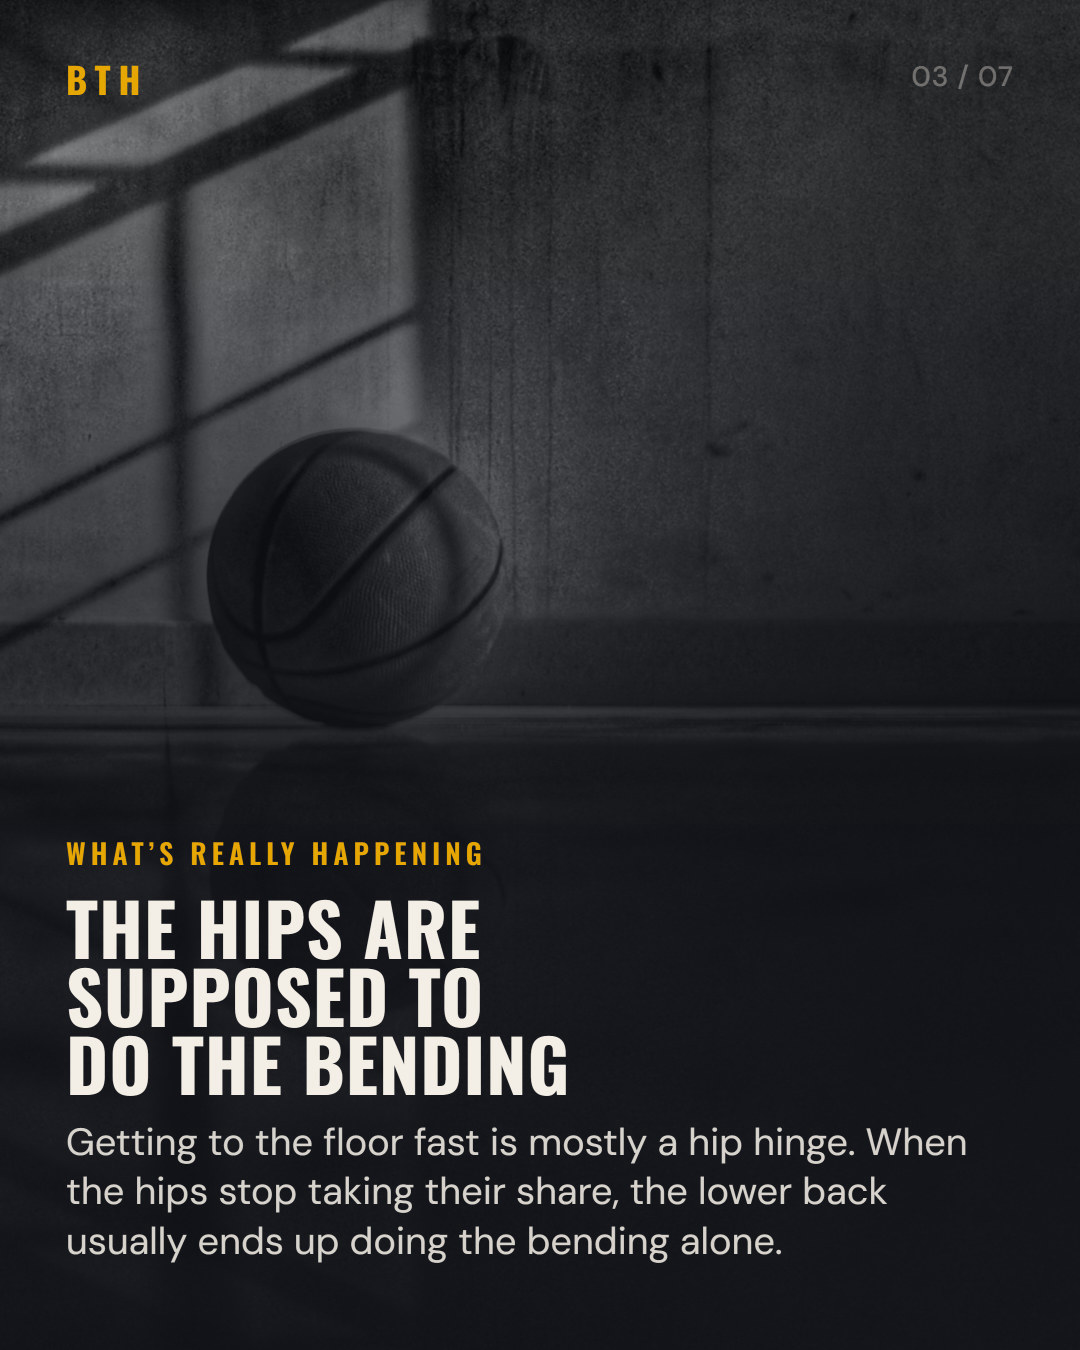 BTH
03 / 07
WHAT’S REALLY HAPPENING
THE HIPS ARE
SUPPOSED TO
DO THE BENDING
Getting to the floor fast is mostly a hip hinge. When
the hips stop taking their share, the lower back
usually ends up doing the bending alone.